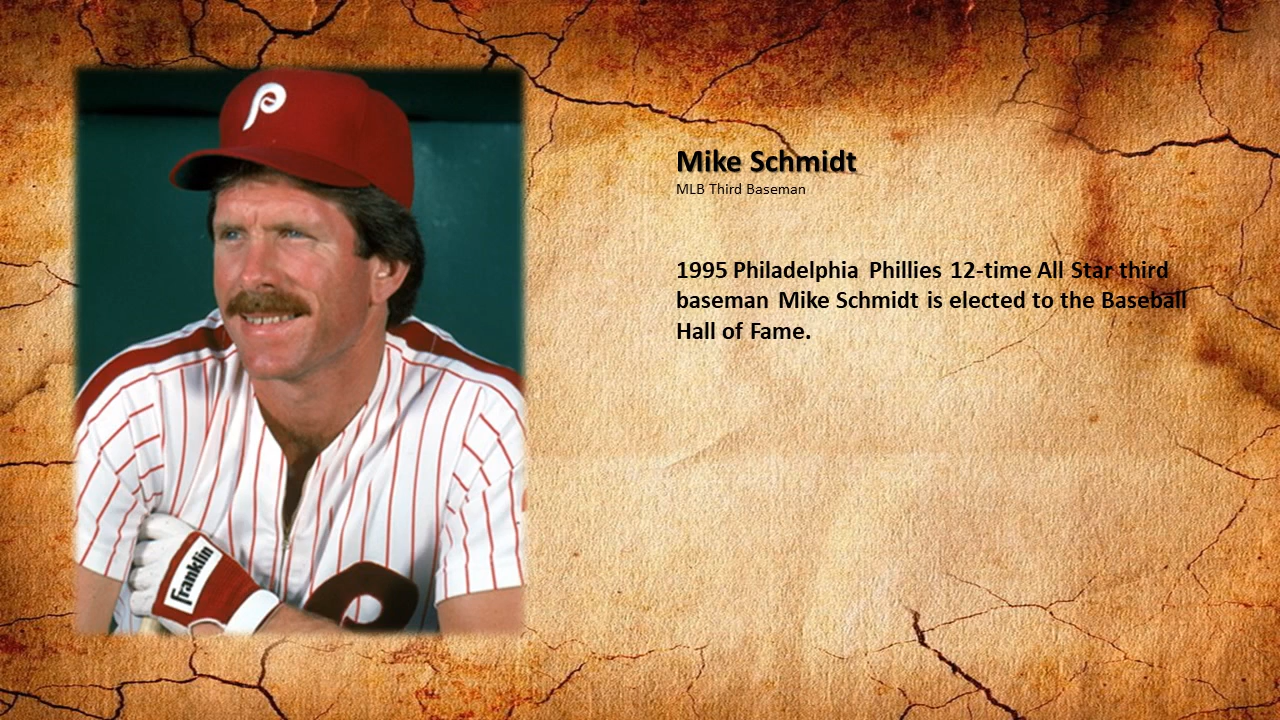 P
Mike Schmidt
MLB Third Baseman
1995 Philadelphia Phillies 12-time All Star third
baseman Mike Schmidt is elected to the Baseball
Hall of Fame.
Franklin
P